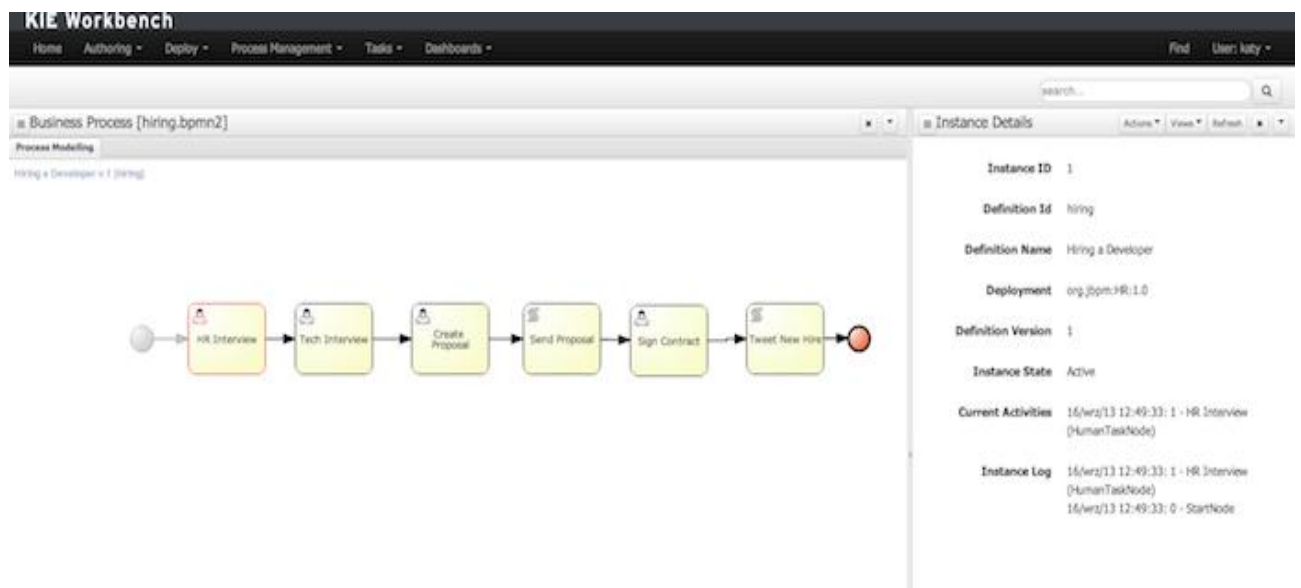 KIE Workbench
Home Authoring Deploy Process Management Tasks Dashboards Find User: katy
search...
Business Process [hiring.bpmn2]
Process Modelling
Hiring a Developer v.1 (hiring)
HR Interview
Tech Interview
Create
Proposal
Send Proposal
Sign Contract
Tweet New Hire
Instance Details Actions Views Refresh
Instance ID 1
Definition Id hiring
Definition Name Hiring a Developer
Deployment org.jbpm:HR:1.0
Definition Version 1
Instance State Active
Current Activities 16/wrz/13 12:49:33: 1 - HR Interview
(HumanTaskNode)
Instance Log 16/wrz/13 12:49:33: 1 - HR Interview
(HumanTaskNode)
16/wrz/13 12:49:33: 0 - StartNode